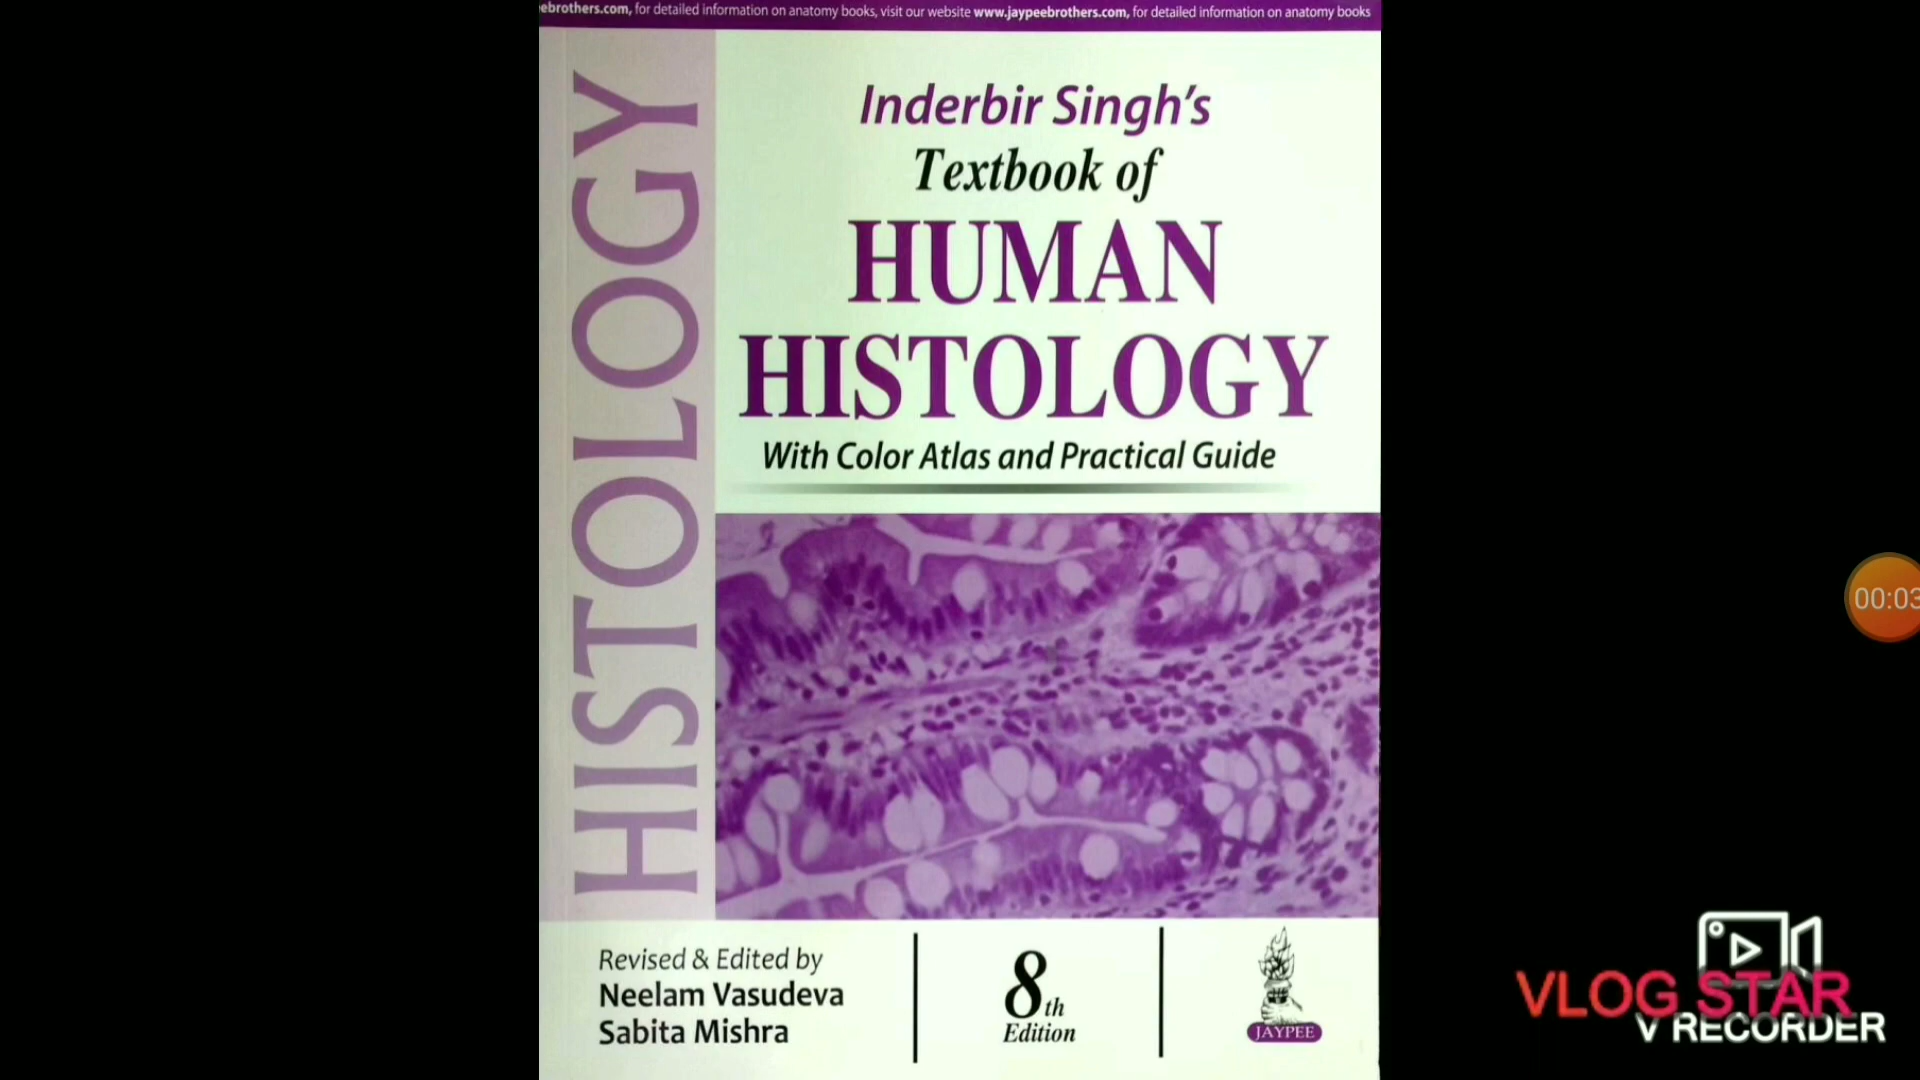 ebrothers.com, for detailed information on anatomy books, visit our website www.jaypeebrothers.com, for detailed information on anatomy books
HISTOLOGY
Inderbir Singh's
Textbook of
HUMAN
HISTOLOGY
With Color Atlas and Practical Guide
Revised & Edited by
Neelam Vasudeva
Sabita Mishra
8th
Edition
JAYPEE
00:03
VLOG STAR
V RECORDER